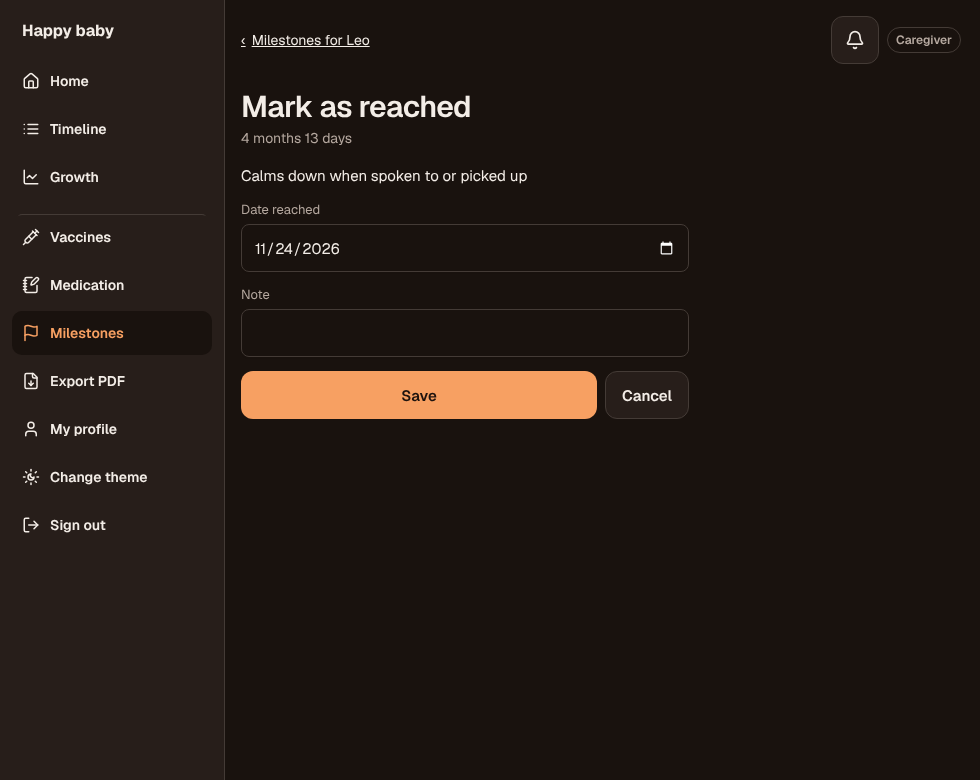 Happy baby
Home
Timeline
Growth
Vaccines
Medication
Milestones
Export PDF
My profile
Change theme
Sign out
‹ Milestones for Leo
Caregiver
Mark as reached
4 months 13 days
Calms down when spoken to or picked up
Date reached
11/24/2026
Note
Save
Cancel